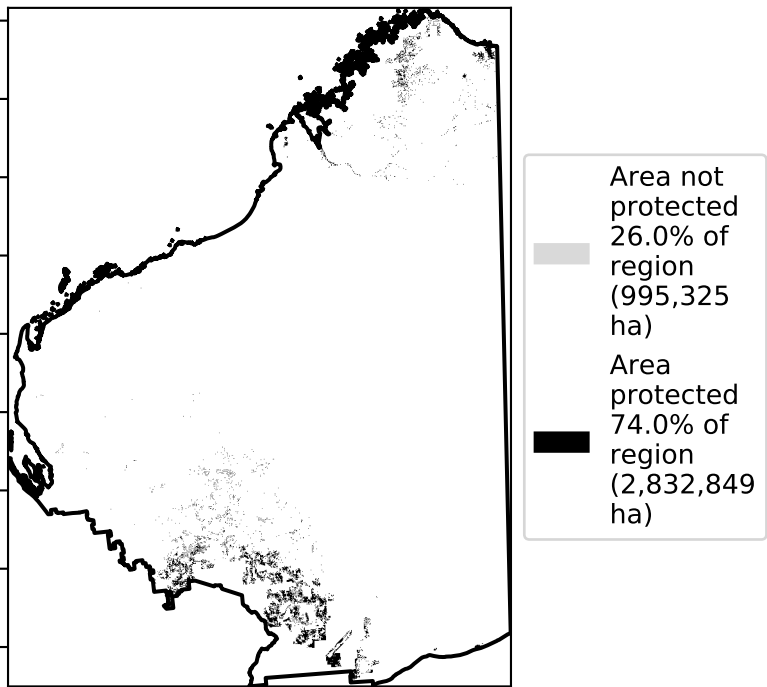 Area not
protected
26.0% of
region
(995,325
ha)
Area
protected
74.0% of
region
(2,832,849
ha)